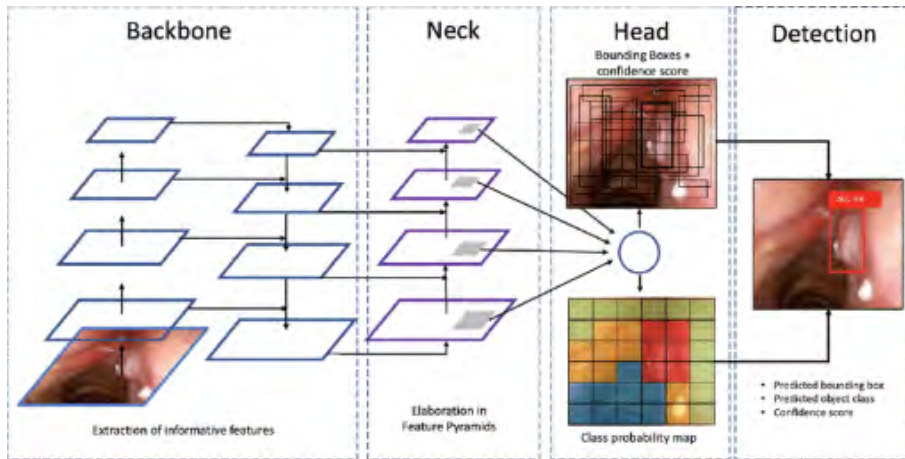 Backbone
Extraction of informative features
Neck
Elaboration in
Feature Pyramids
Head
Bounding Boxes +
confidence score
Class probability map
Detection
• Predicted bounding box
• Predicted object class
• Confidence score